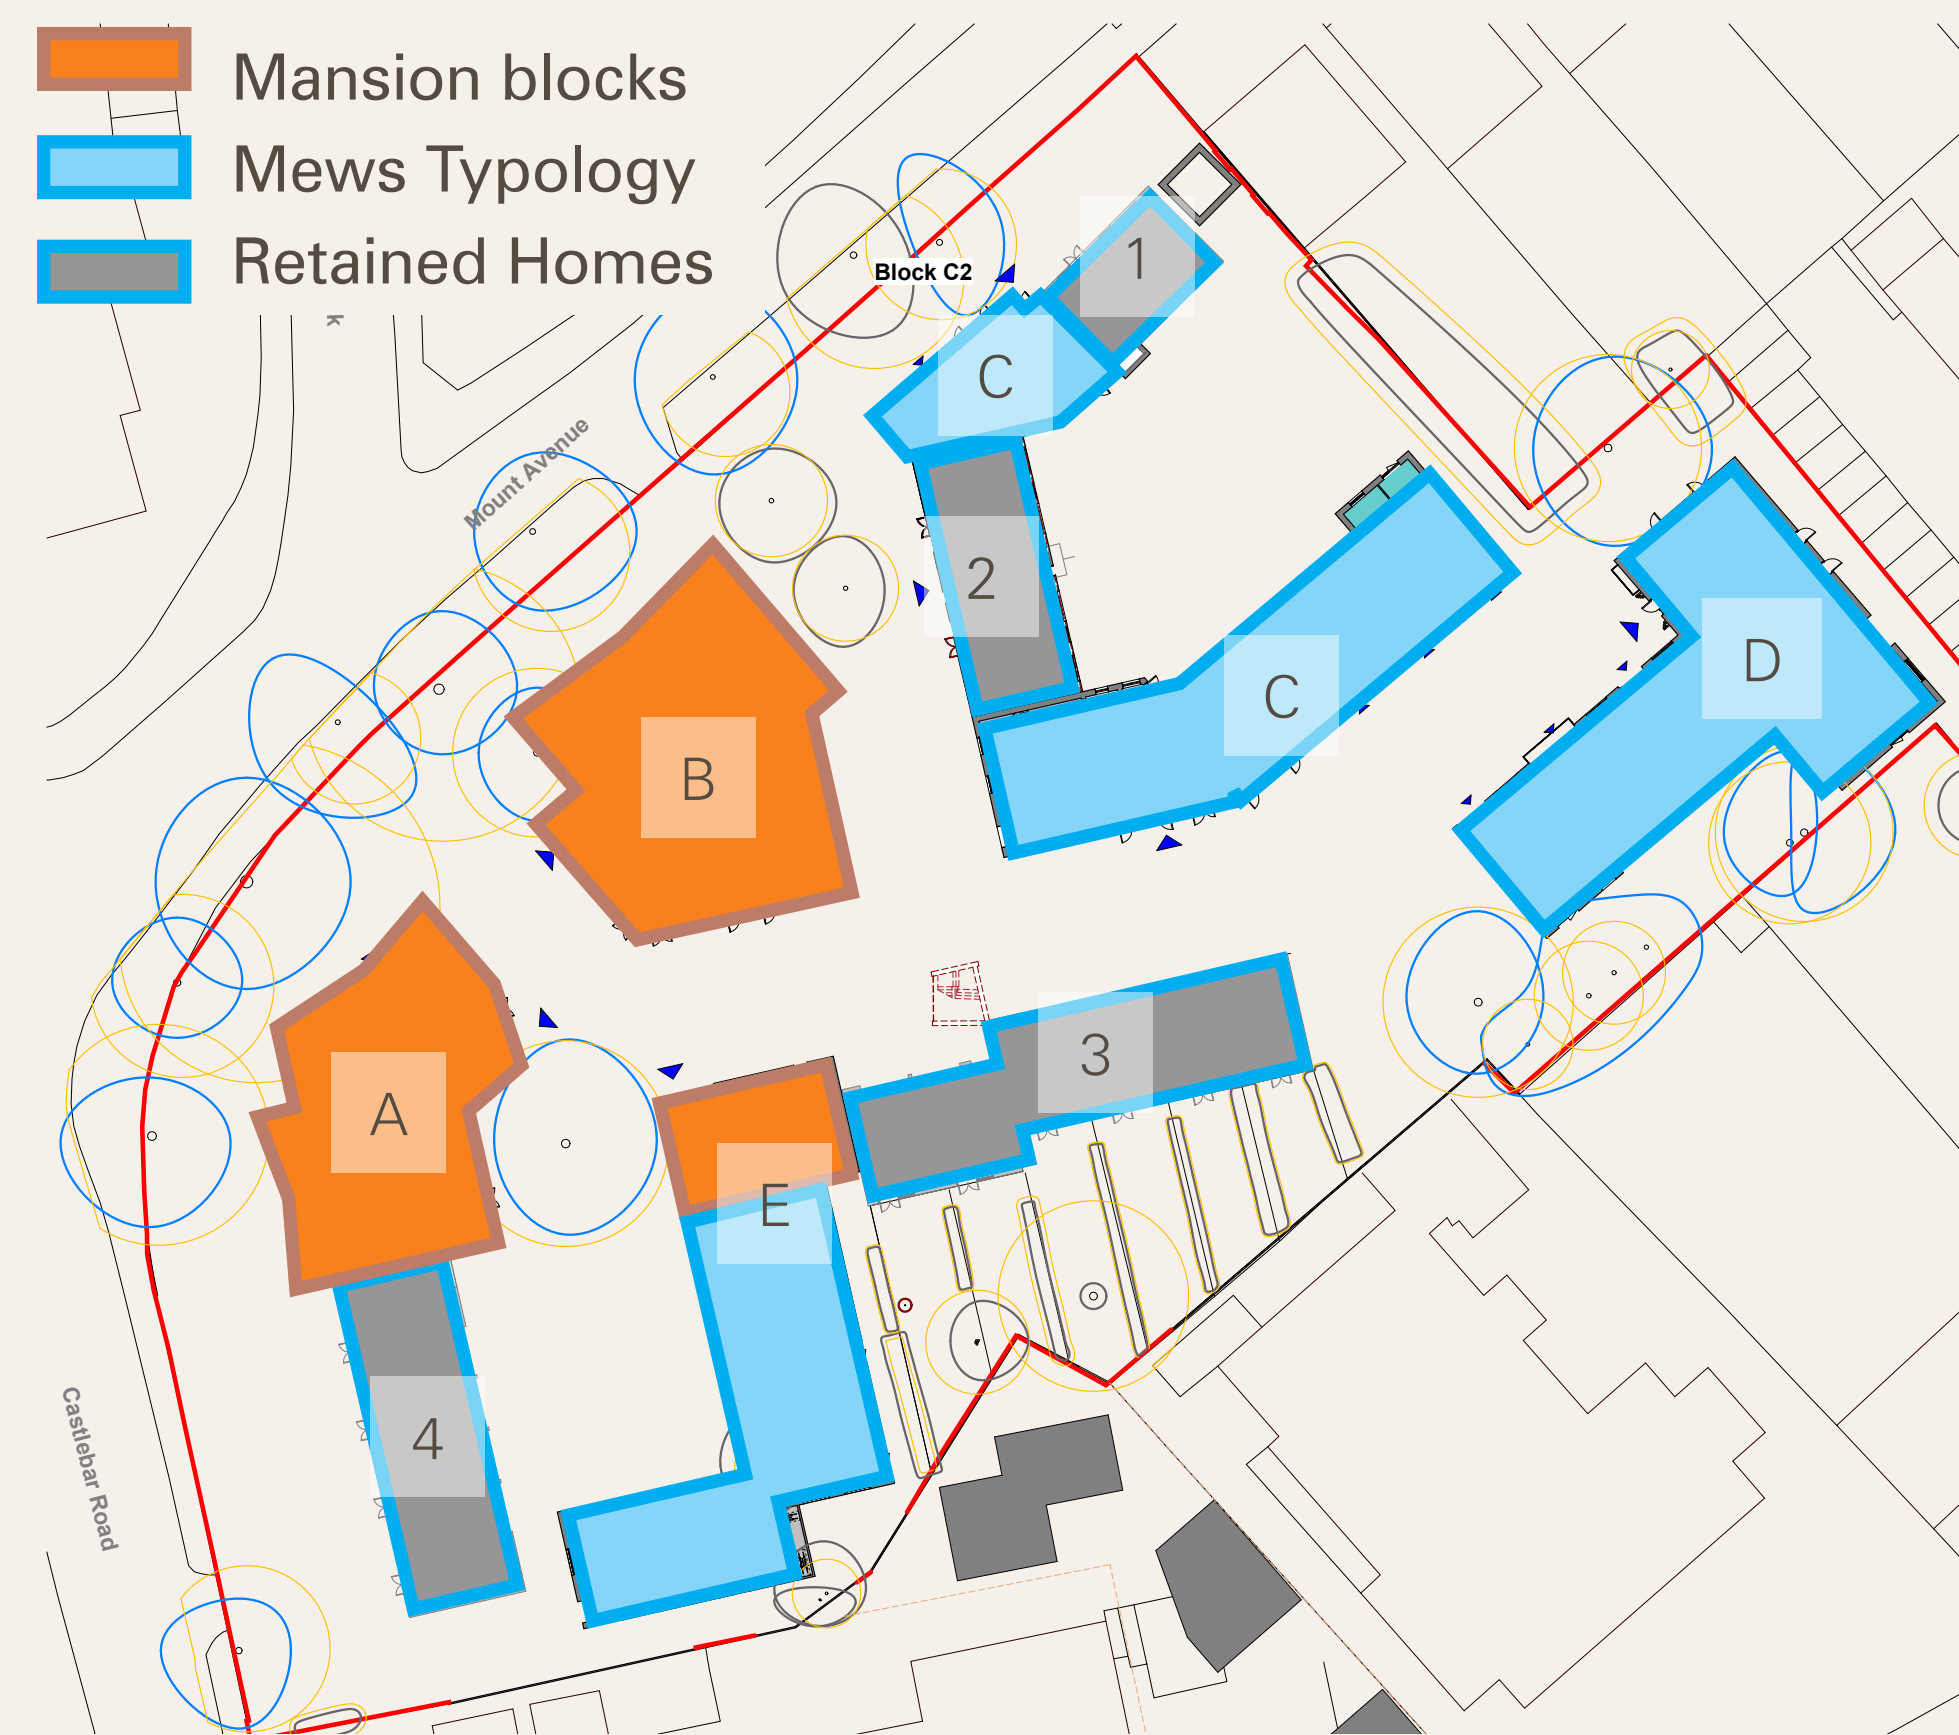 Mansion blocks
Mews Typology
Retained Homes
k
Block C2
1
C
Mount Avenue
2
C
D
B
A
3
E
4
Castlebar Road